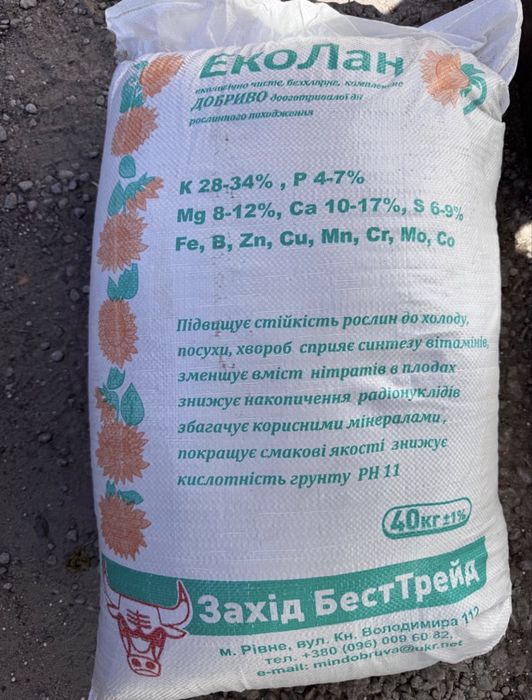 ЕкоЛан
екологічно чисте, безхлорне, комплексне
ДОБРИВО довготривалої дії
рослинного походження
K 28-34% , P 4-7%
Mg 8-12%, Ca 10-17%, S 6-9%
Fe, B, Zn, Cu, Mn, Cr, Mo, Co
Підвищує стійкість рослин до холоду,
посухи, хвороб сприяє синтезу вітамінів,
зменшує вміст нітратів в плодах
знижує накопичення радіонуклідів
збагачує корисними мінералами ,
покращує смакові якості знижує
кислотність грунту РН 11
40кг ±1%
Захід БестТрейд
м. Рівне, вул. Кн. Володимира 112
тел. +380 (096) 009 60 82,
e-mail: mindobruva@ukr.net